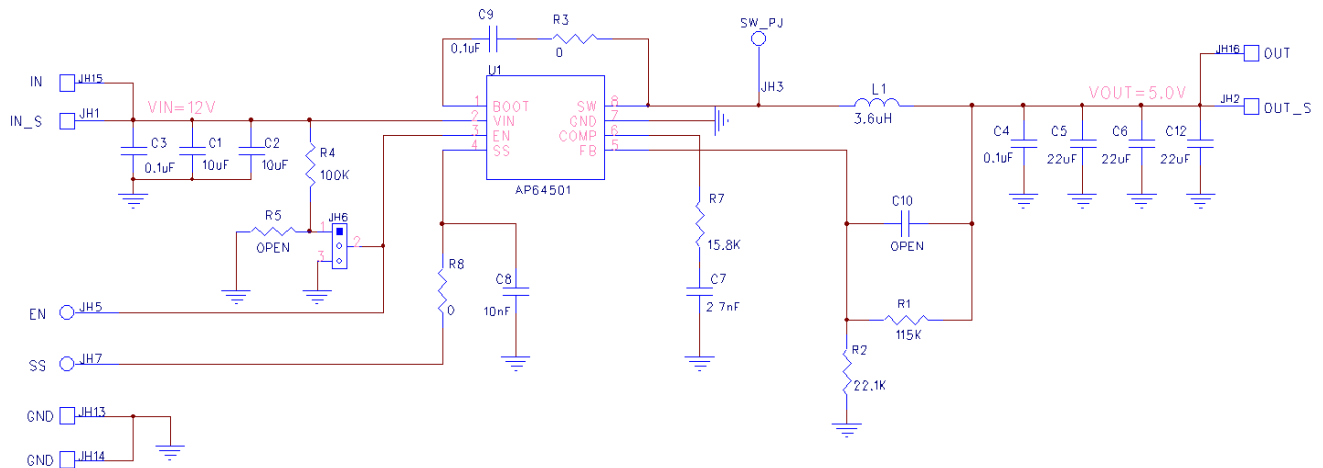 C9
0.1uF
R3
0
SW_PJ
JH3
U1
1 BOOT
2 VIN
3 EN
4 SS
SW 8
GND 7
COMP 6
FB 5
AP64501
IN
JH15
IN_S
JH1
VIN=12V
C3
0.1uF
C1
10uF
C2
10uF
R4
100K
R5
OPEN
JH6
1
2
3
EN
JH5
SS
JH7
GND
JH13
GND
JH14
R8
0
C8
10nF
R7
15.8K
C7
2.7nF
L1
3.6uH
C10
OPEN
R1
115K
R2
22.1K
VOUT=5.0V
C4
0.1uF
C5
22uF
C6
22uF
C12
22uF
JH16
OUT
JH2
OUT_S